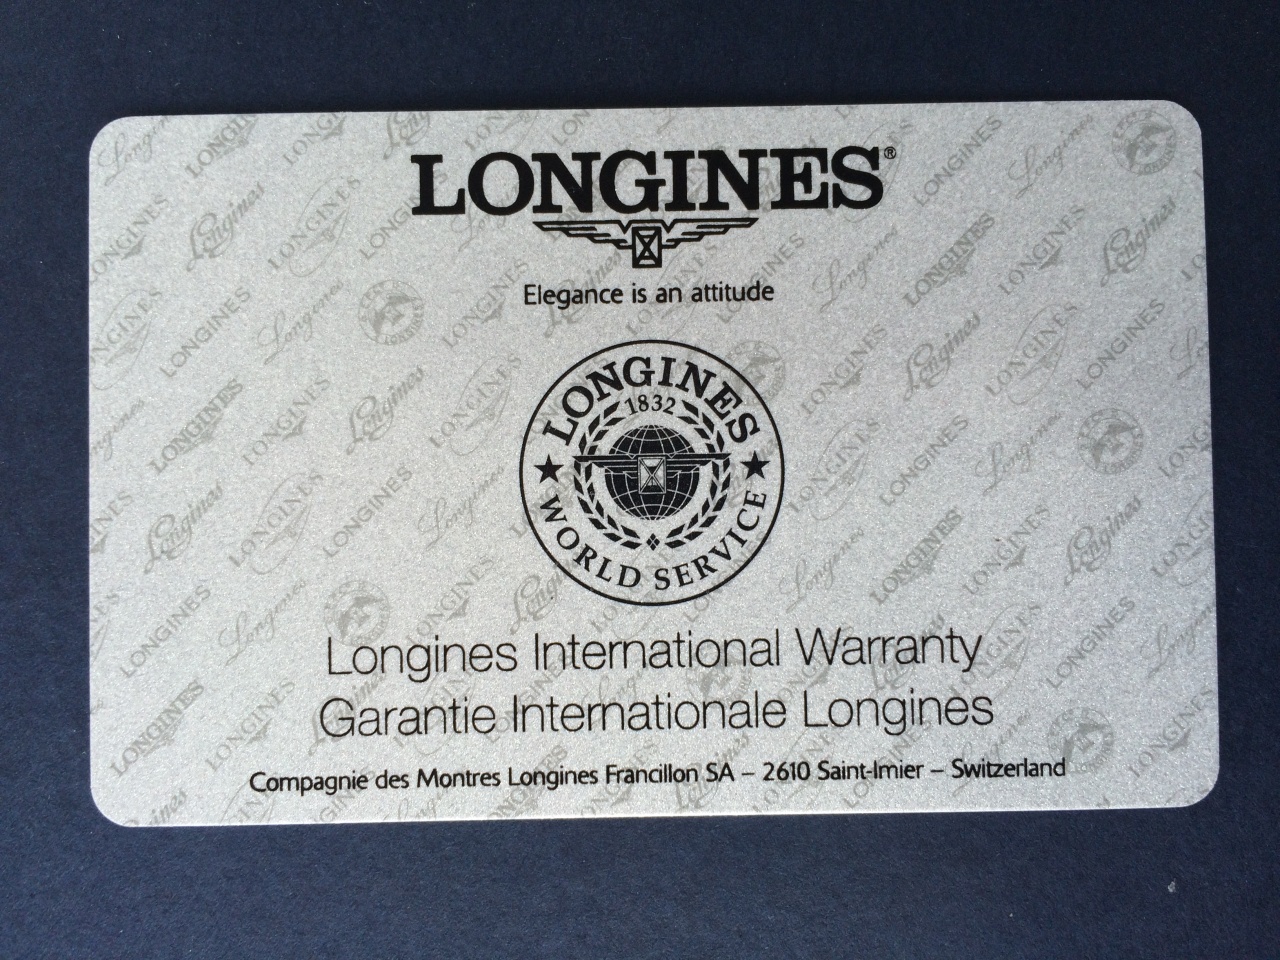 LONGINES®
Elegance is an attitude
LONGINES
1832
★ ★
WORLD SERVICE
Longines International Warranty
Garantie Internationale Longines
Compagnie des Montres Longines Francillon SA – 2610 Saint-Imier – Switzerland